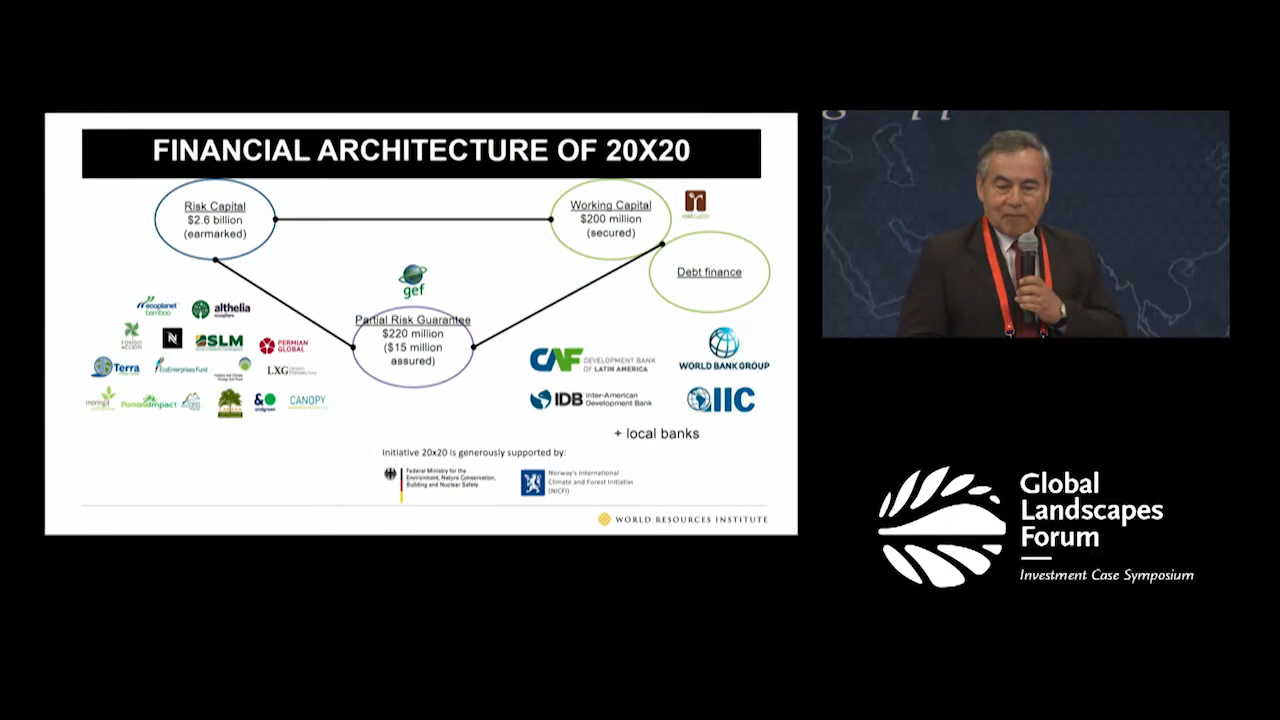 FINANCIAL ARCHITECTURE OF 20X20
Risk Capital
$2.6 billion
(earmarked)
Working Capital
$200 million
(secured)
Debt finance
gef
Partial Risk Guarantee
$220 million
($15 million
assured)
ecoplanet
bamboo
althelia
ecosphere
FONDO
ACCIÓN
N
SLM
PERMIAN
GLOBAL
Terra
EcoEnterprises Fund
LXG
moringa
PomonaImpact
&green
CANOPY
CAF DEVELOPMENT BANK
OF LATIN AMERICA
WORLD BANK GROUP
IDB Inter-American
Development Bank
IIC
+ local banks
Initiative 20x20 is generously supported by:
Federal Ministry for the
Environment, Nature Conservation,
Building and Nuclear Safety
Norway's International
Climate and Forest Initiative
(NICFI)
WORLD RESOURCES INSTITUTE
Global
Landscapes
Forum
Investment Case Symposium